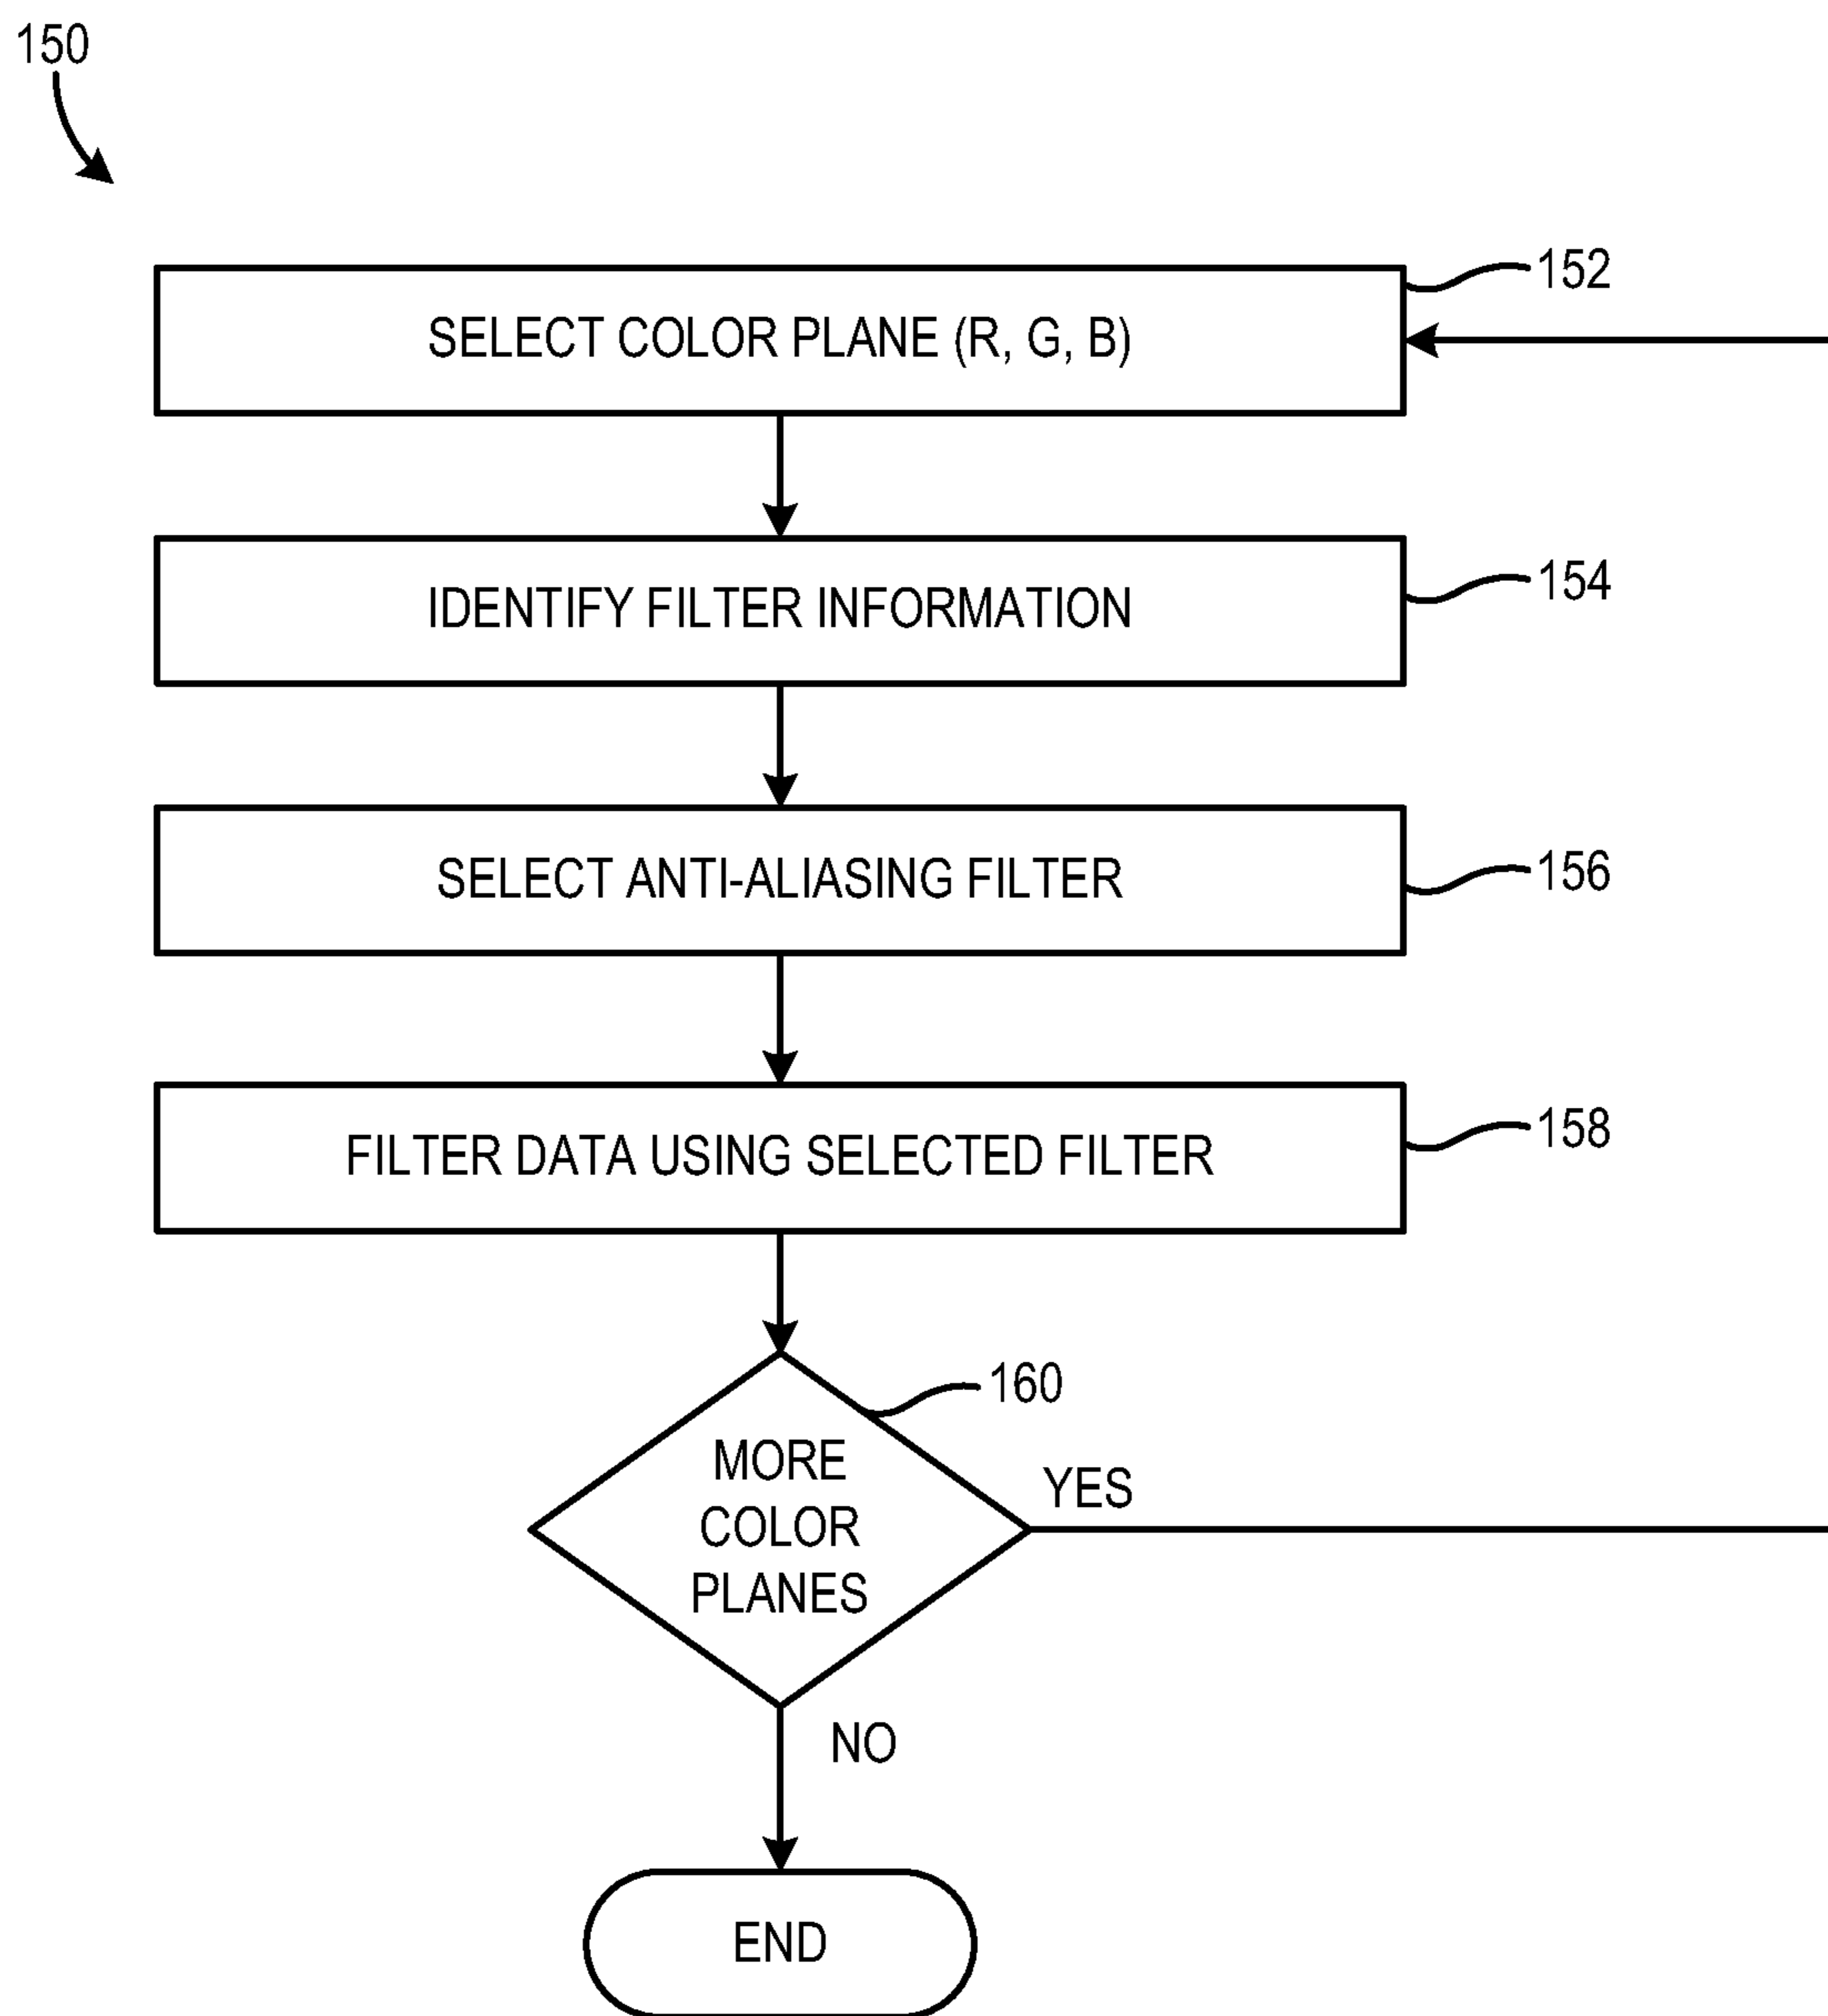 150
152
SELECT COLOR PLANE (R, G, B)
154
IDENTIFY FILTER INFORMATION
156
SELECT ANTI-ALIASING FILTER
158
FILTER DATA USING SELECTED FILTER
160
MORE
COLOR
PLANES
YES
NO
END